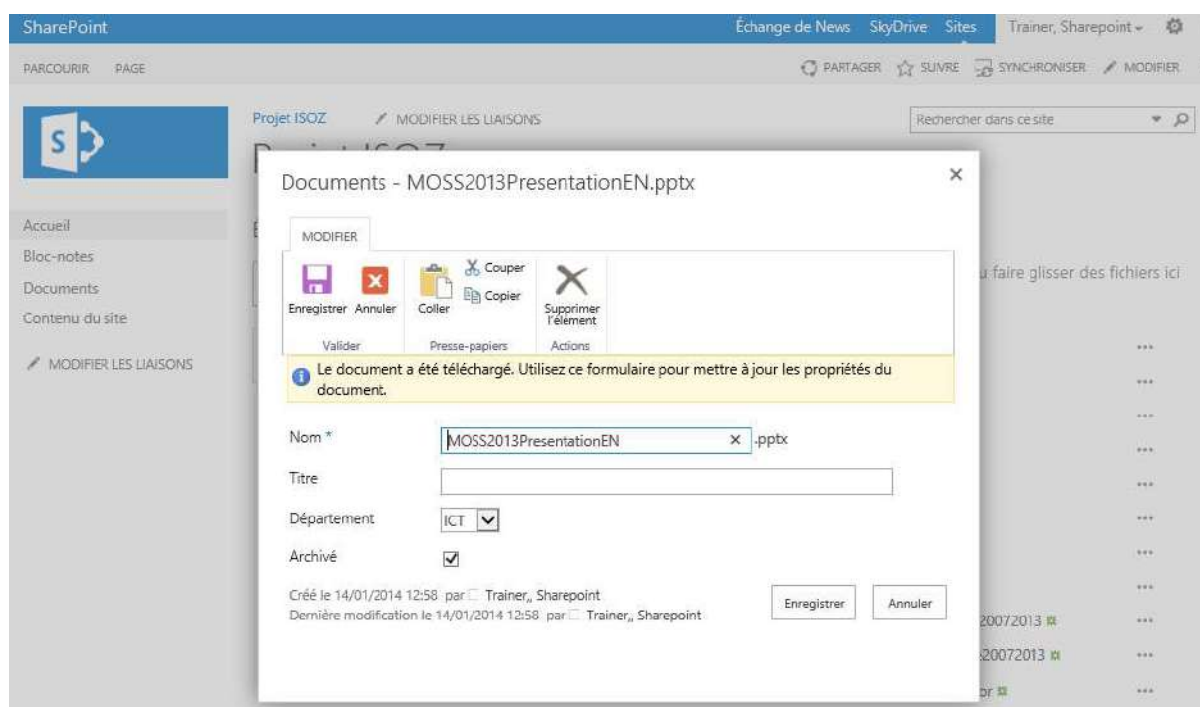 SharePoint
Échange de News SkyDrive Sites Trainer, Sharepoint
PARCOURIR PAGE
PARTAGER SUIVRE SYNCHRONISER MODIFIER
Projet ISOZ MODIFIER LES LIAISONS
Rechercher dans ce site
S
Documents - MOSS2013PresentationEN.pptx
Accueil
Bloc-notes
Documents
Contenu du site
MODIFIER LES LIAISONS
MODIFIER
Enregistrer Annuler
Coller
Couper
Copier
Supprimer
l'élément
Valider Presse-papiers Actions
u faire glisser des fichiers ici
Le document a été téléchargé. Utilisez ce formulaire pour mettre à jour les propriétés du
document.
Nom * MOSS2013PresentationEN .pptx
Titre
Département ICT
Archivé
Créé le 14/01/2014 12:58 par Trainer,, Sharepoint
Dernière modification le 14/01/2014 12:58 par Trainer,, Sharepoint
Enregistrer Annuler
20072013
20072013
or